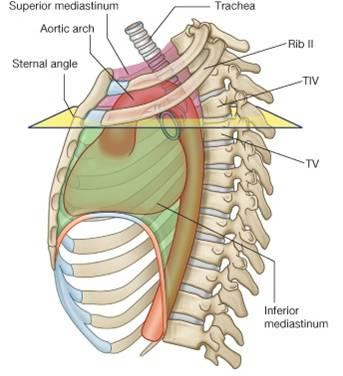 Superior mediastinum
Trachea
Aortic arch
Rib II
Sternal angle
TIV
TV
Inferior
mediastinum